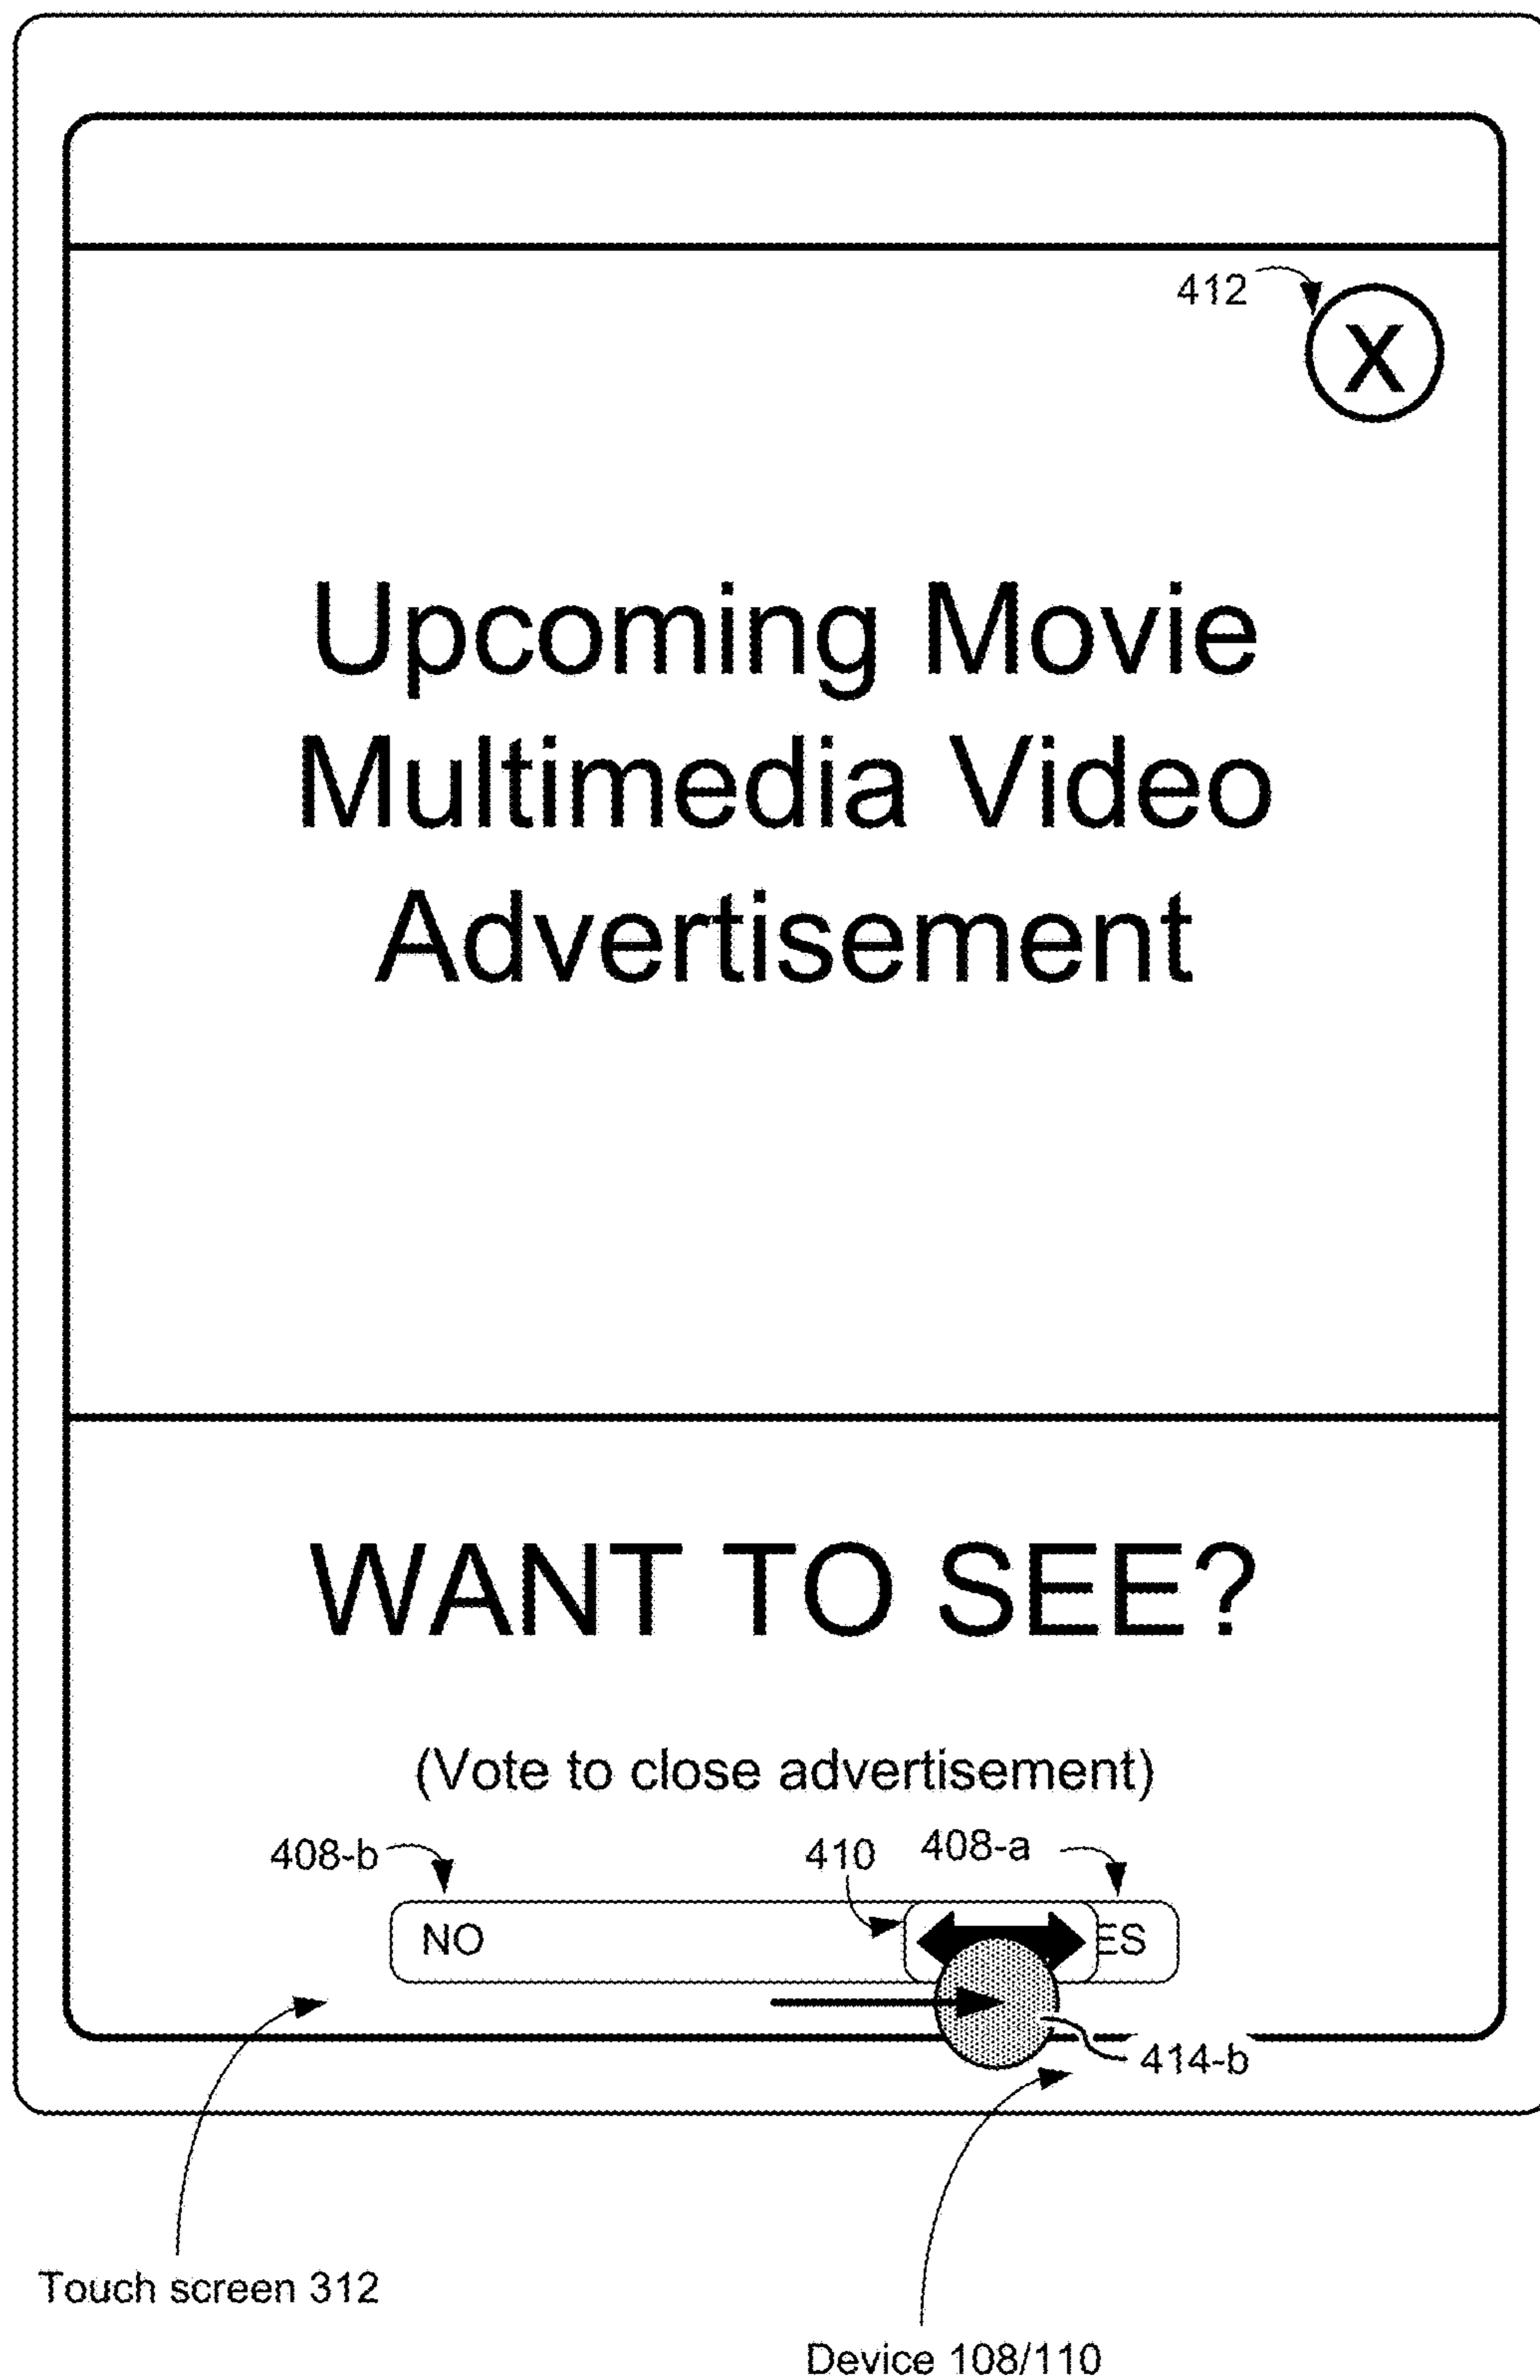 412
X
Upcoming Movie
Multimedia Video
Advertisement
WANT TO SEE?
(Vote to close advertisement)
408-b 410 408-a
NO ES
414-b
Touch screen 312
Device 108/110